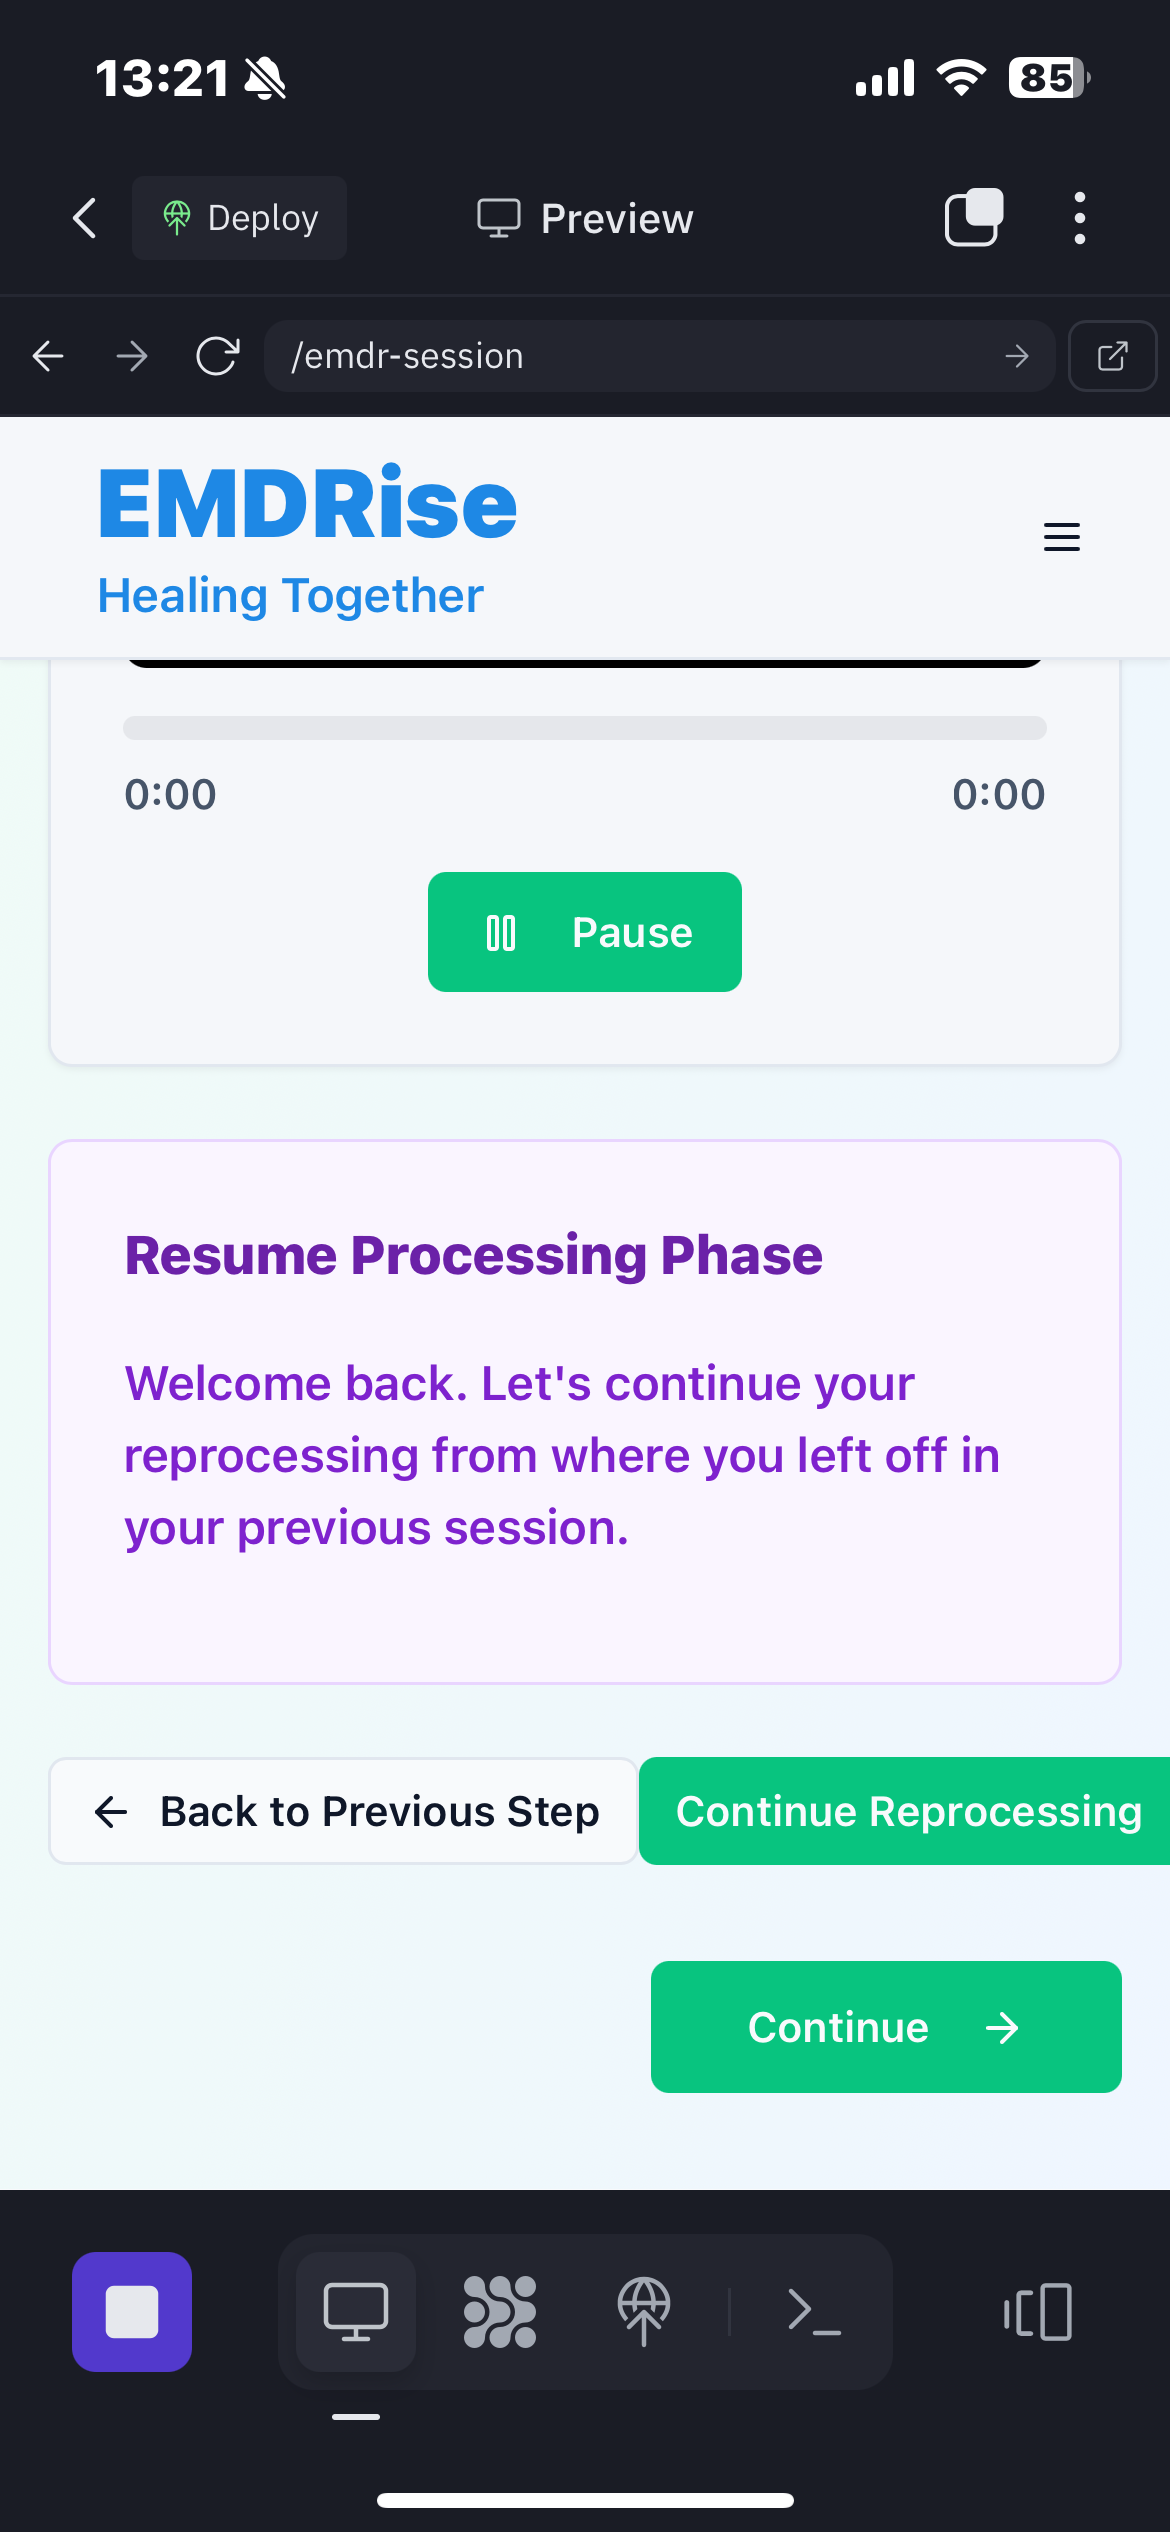 13:21
85
Deploy
Preview
/emdr-session
EMDRise
Healing Together
0:00 0:00
Pause
Resume Processing Phase
Welcome back. Let's continue your
reprocessing from where you left off in
your previous session.
Back to Previous Step
Continue Reprocessing
Continue